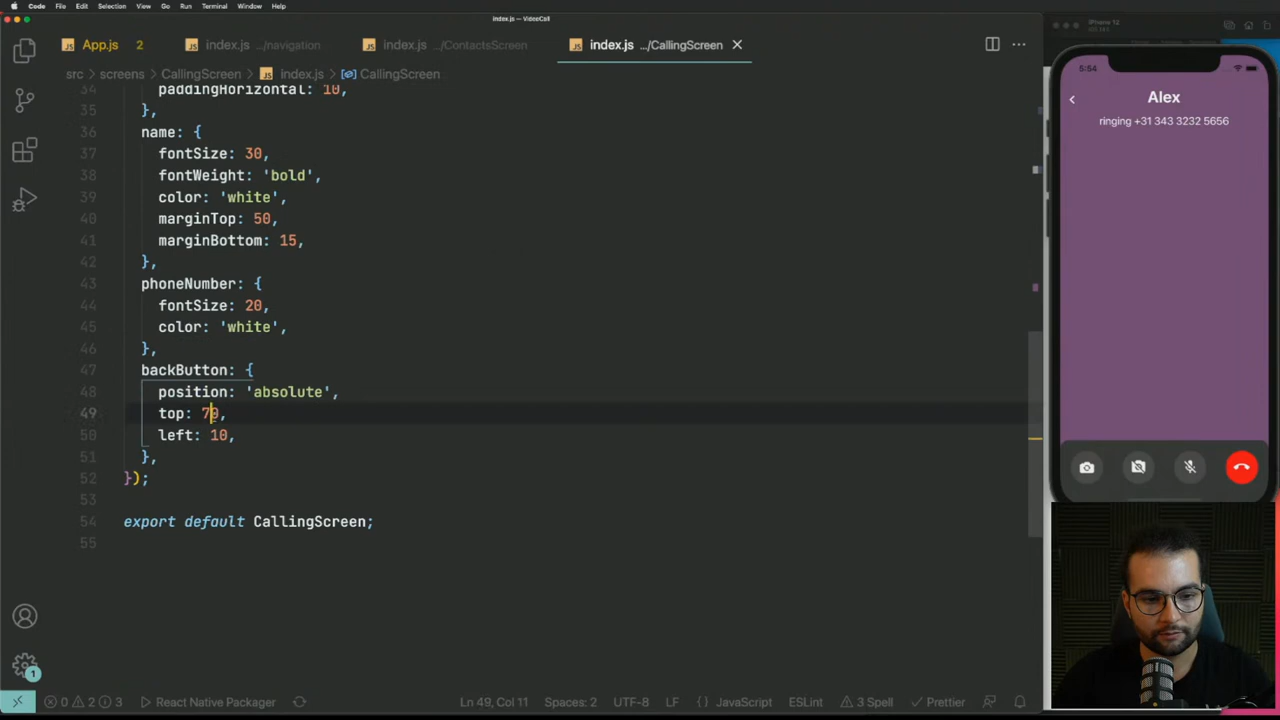 Code File Edit Selection View Go Run Terminal Window Help
index.js — VideoCall
App.js 2 index.js .../navigation index.js .../ContactsScreen index.js .../CallingScreen
src > screens > CallingScreen > index.js > CallingScreen
34 paddingHorizontal: 10,
35 },
36 name: {
37 fontSize: 30,
38 fontWeight: 'bold',
39 color: 'white',
40 marginTop: 50,
41 marginBottom: 15,
42 },
43 phoneNumber: {
44 fontSize: 20,
45 color: 'white',
46 },
47 backButton: {
48 position: 'absolute',
49 top: 70,
50 left: 10,
51 },
52 });
53
54 export default CallingScreen;
55
1
0 2 3 React Native Packager Ln 49, Col 11 Spaces: 2 UTF-8 LF {} JavaScript ESLint 3 Spell Prettier
iPhone 12
5:54
Alex
ringing +31 343 3232 5656